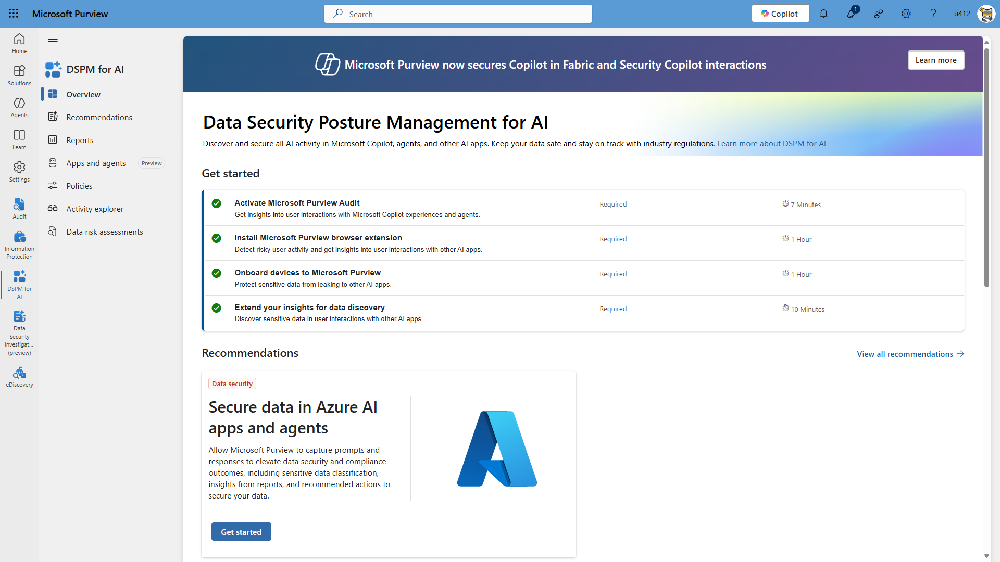 Microsoft Purview
Search
Copilot
1
u412
Home
Solutions
Agents
Learn
Settings
Audit
Information
Protection
DSPM for
AI
Data
Security
Investigat...
(preview)
eDiscovery
DSPM for AI
Overview
Recommendations
Reports
Apps and agents Preview
Policies
Activity explorer
Data risk assessments
Microsoft Purview now secures Copilot in Fabric and Security Copilot interactions
Learn more
Data Security Posture Management for AI
Discover and secure all AI activity in Microsoft Copilot, agents, and other AI apps. Keep your data safe and stay on track with industry regulations. Learn more about DSPM for AI
Get started
Activate Microsoft Purview Audit
Get insights into user interactions with Microsoft Copilot experiences and agents.
Required
7 Minutes
Install Microsoft Purview browser extension
Detect risky user activity and get insights into user interactions with other AI apps.
Required
1 Hour
Onboard devices to Microsoft Purview
Protect sensitive data from leaking to other AI apps.
Required
1 Hour
Extend your insights for data discovery
Discover sensitive data in user interactions with other AI apps.
Required
10 Minutes
Recommendations
View all recommendations
Data security
Secure data in Azure AI
apps and agents
Allow Microsoft Purview to capture prompts and
responses to elevate data security and compliance
outcomes, including sensitive data classification,
insights from reports, and recommended actions to
secure your data.
Get started